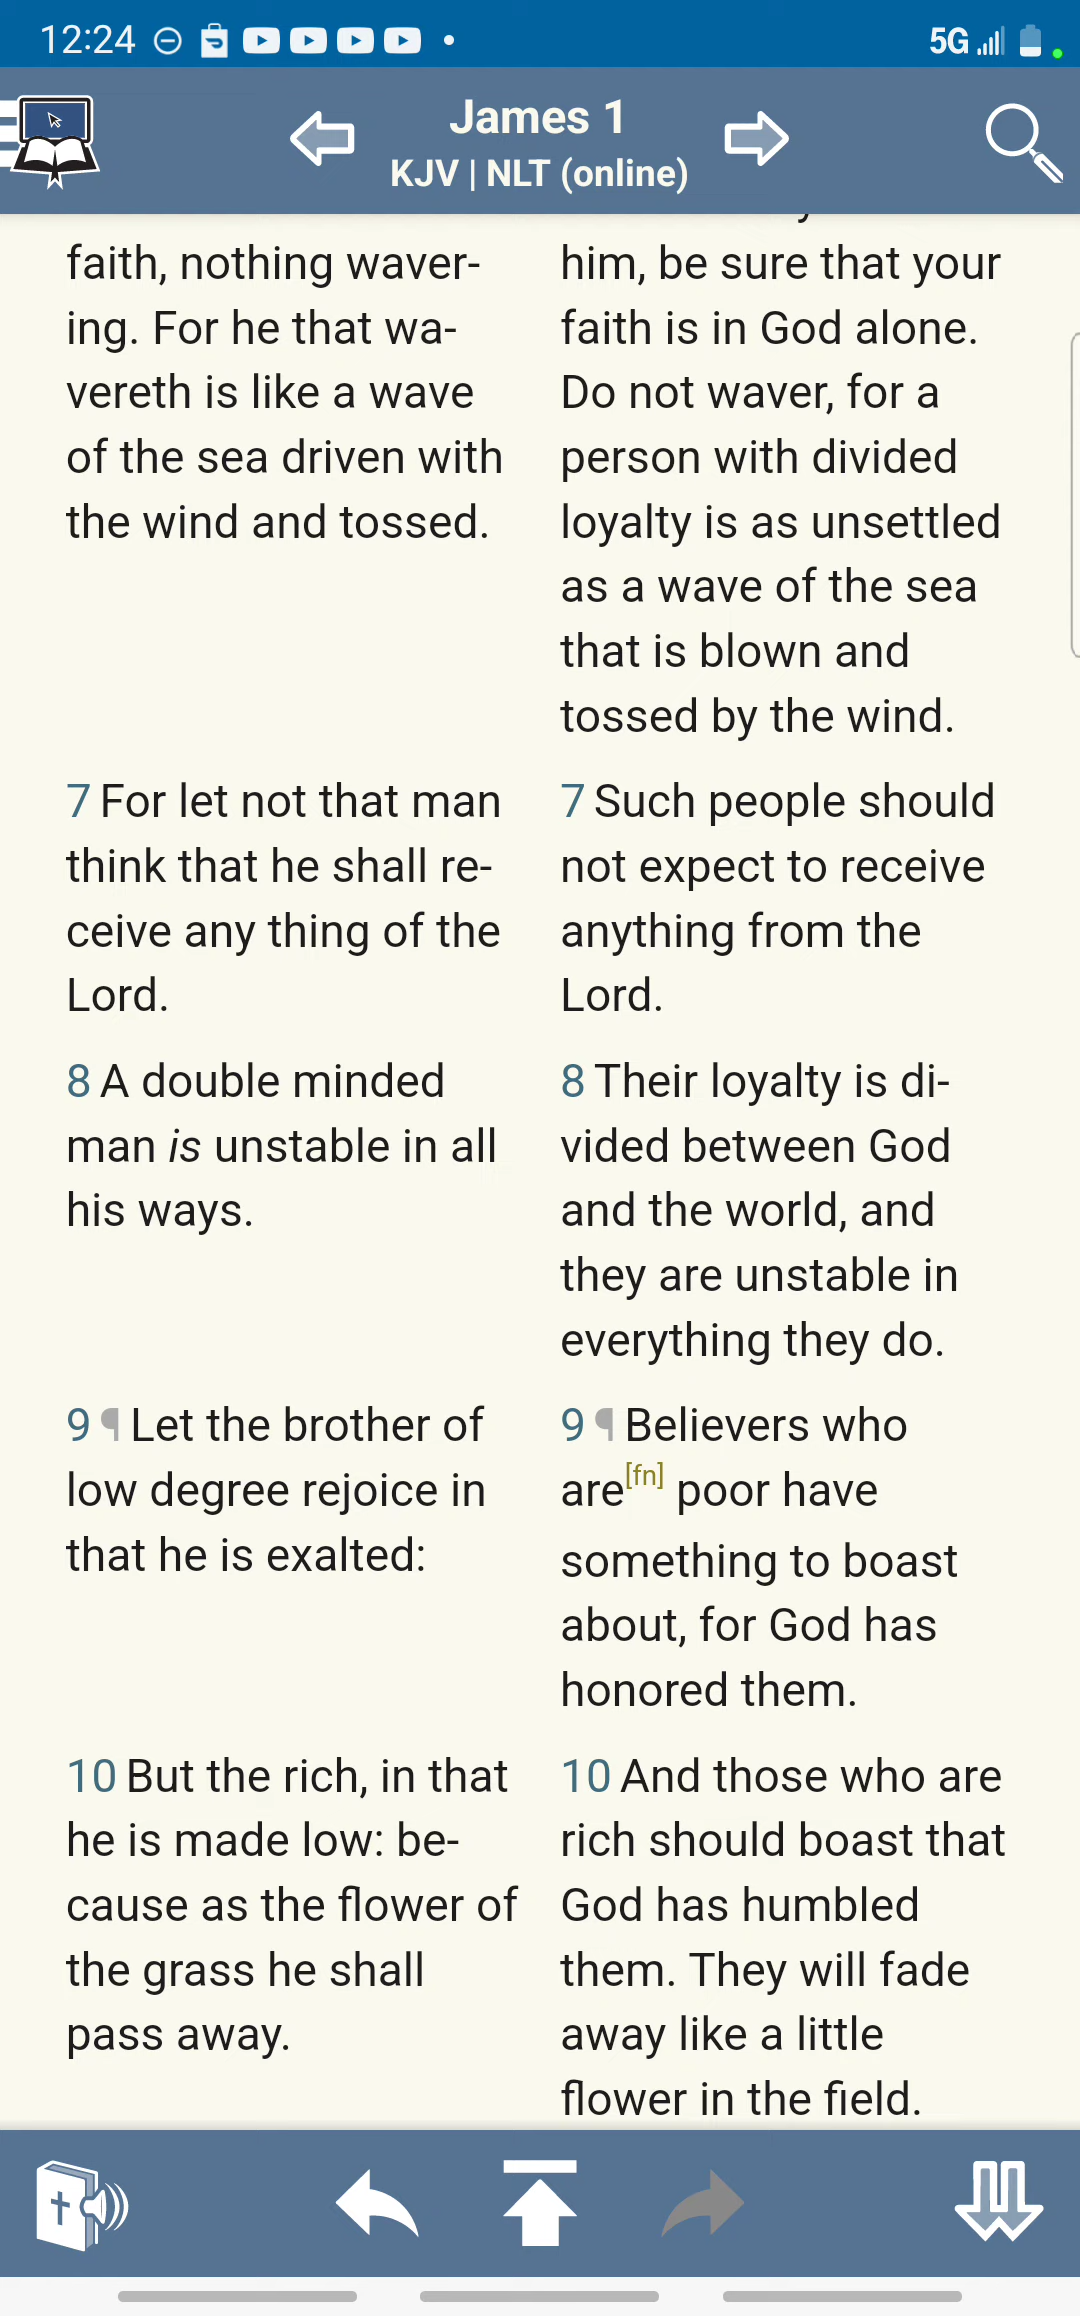 12:24
5G
James 1
KJV | NLT (online)
faith, nothing waver-
ing. For he that wa-
vereth is like a wave
of the sea driven with
the wind and tossed.
him, be sure that your
faith is in God alone.
Do not waver, for a
person with divided
loyalty is as unsettled
as a wave of the sea
that is blown and
tossed by the wind.
7 For let not that man
think that he shall re-
ceive any thing of the
Lord.
7 Such people should
not expect to receive
anything from the
Lord.
8 A double minded
man is unstable in all
his ways.
8 Their loyalty is di-
vided between God
and the world, and
they are unstable in
everything they do.
9 ¶ Let the brother of
low degree rejoice in
that he is exalted:
9 ¶ Believers who
are[fn] poor have
something to boast
about, for God has
honored them.
10 But the rich, in that
he is made low: be-
cause as the flower of
the grass he shall
pass away.
10 And those who are
rich should boast that
God has humbled
them. They will fade
away like a little
flower in the field.